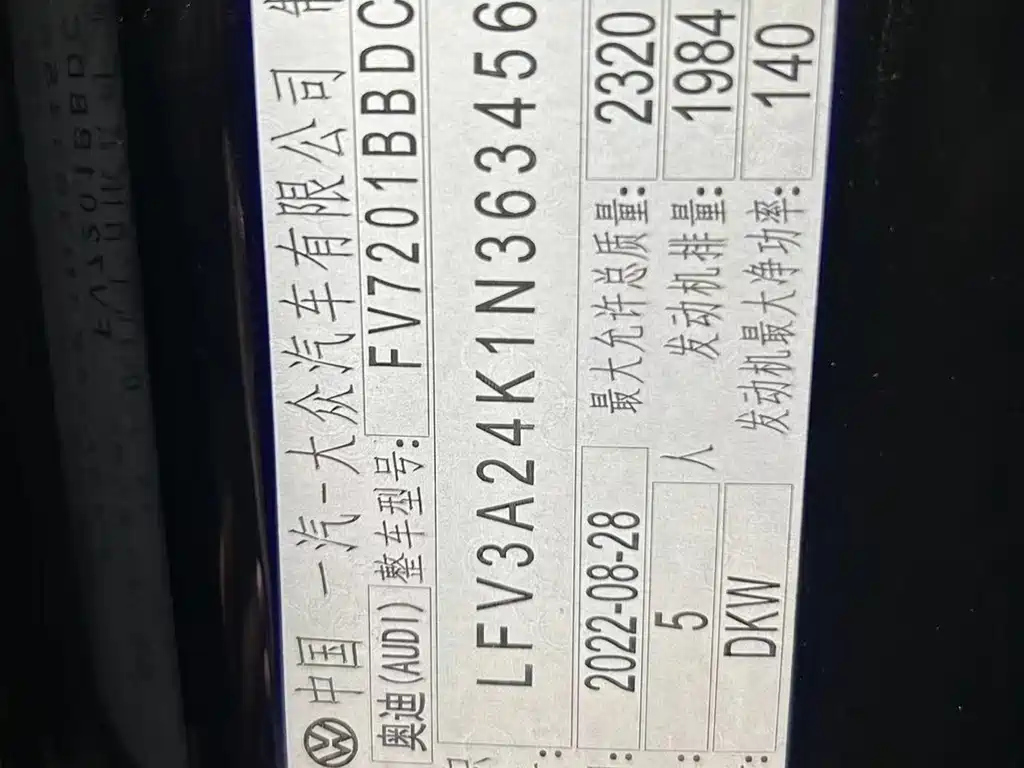 中国 一汽-大众汽车有限公司 制
奥迪(AUDI) 整车型号: FV7201BBDC
LFV3A24K1N363456
2022-08-28 最大允许总质量: 2320
5 人 发动机排量: 1984
DKW 发动机最大净功率: 140